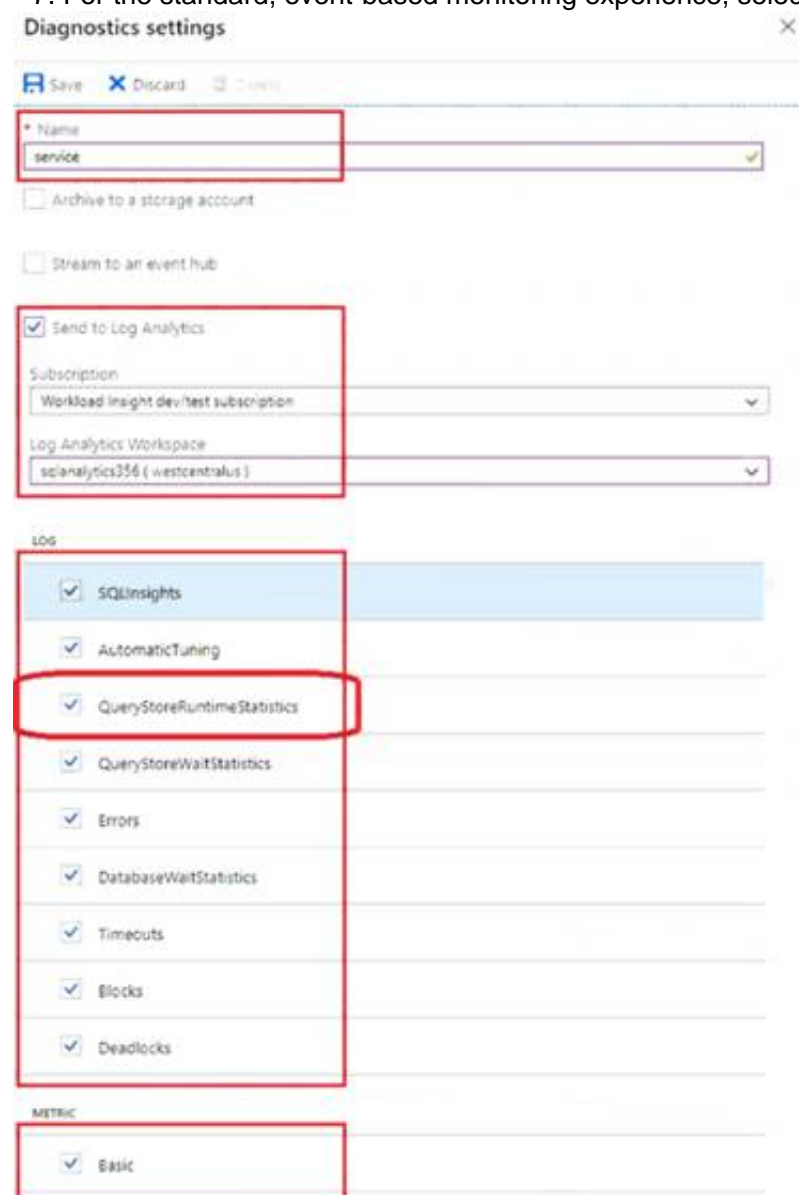 7. For the standard, event-based monitoring experience, selec
Diagnostics settings
Save Discard Delete
* Name
service
Archive to a storage account
Stream to an event hub
Send to Log Analytics
Subscription
Workload Insight dev/test subscription
Log Analytics Workspace
sqlanalytics356 ( westcentralus )
LOG
SQLInsights
AutomaticTuning
QueryStoreRuntimeStatistics
QueryStoreWaitStatistics
Errors
DatabaseWaitStatistics
Timeouts
Blocks
Deadlocks
METRIC
Basic